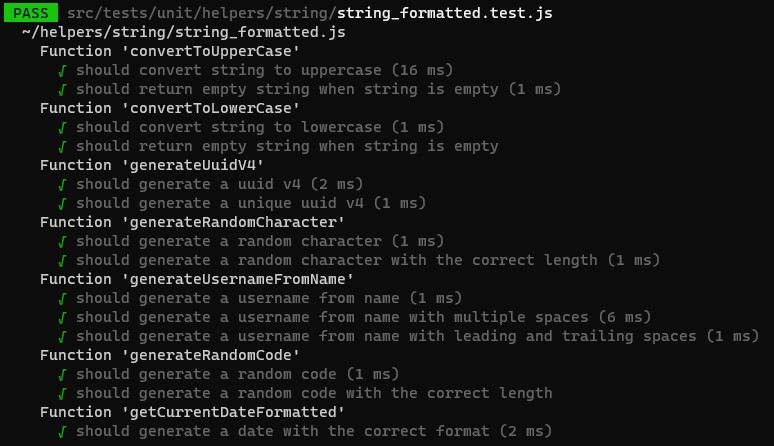 PASS src/tests/unit/helpers/string/string_formatted.test.js
~/helpers/string/string_formatted.js
Function 'convertToUpperCase'
√ should convert string to uppercase (16 ms)
√ should return empty string when string is empty (1 ms)
Function 'convertToLowerCase'
√ should convert string to lowercase (1 ms)
√ should return empty string when string is empty
Function 'generateUuidV4'
√ should generate a uuid v4 (2 ms)
√ should generate a unique uuid v4 (1 ms)
Function 'generateRandomCharacter'
√ should generate a random character (1 ms)
√ should generate a random character with the correct length (1 ms)
Function 'generateUsernameFromName'
√ should generate a username from name (1 ms)
√ should generate a username from name with multiple spaces (6 ms)
√ should generate a username from name with leading and trailing spaces (1 ms)
Function 'generateRandomCode'
√ should generate a random code (1 ms)
√ should generate a random code with the correct length
Function 'getCurrentDateFormatted'
√ should generate a date with the correct format (2 ms)